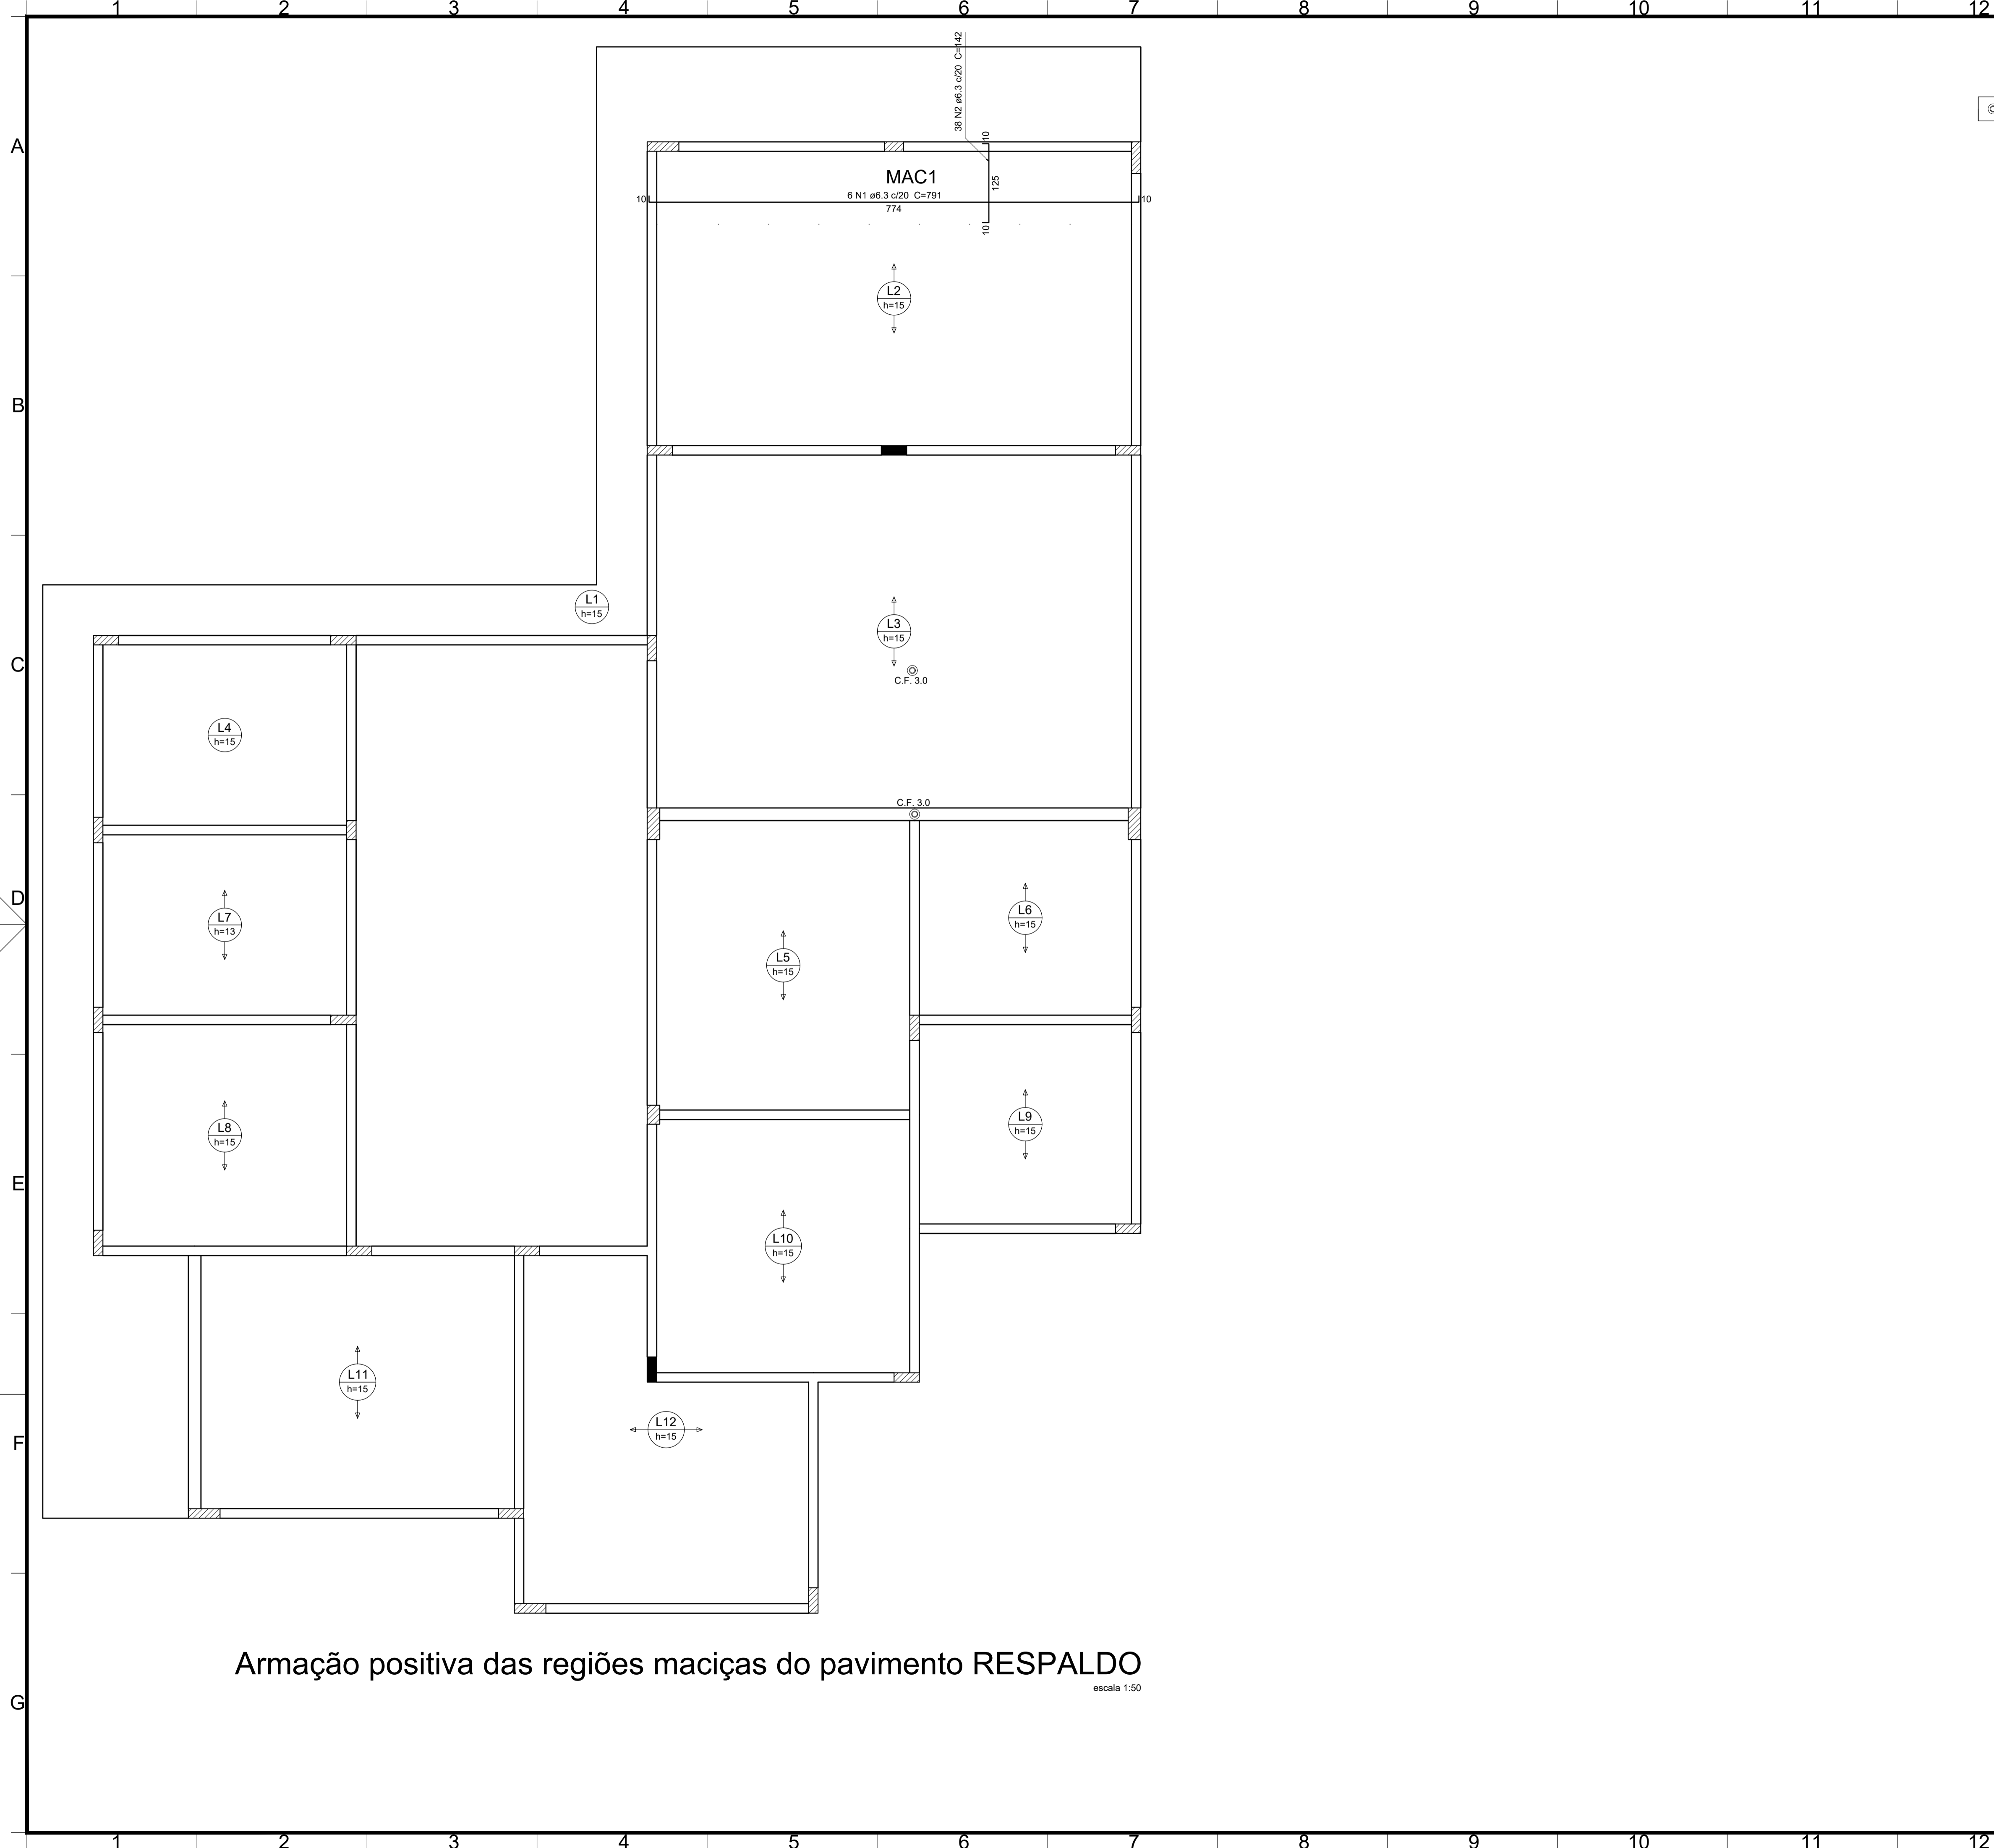 1 2 3 4 5 6 7 8 9 10 11 12
38 N2 ø6.3 c/20 C=142
A
10
MAC1
125
6 N1 ø6.3 c/20 C=791
10
10
774
10
L2
h=15
B
L1
h=15
L3
h=15
C
C.F. 3.0
L4
h=15
C.F. 3.0
D
L7
h=13
L6
h=15
L5
h=15
L9
h=15
L8
h=15
E
L10
h=15
L11
h=15
L12
h=15
F
Armação positiva das regiões maciças do pavimento RESPALDO
escala 1:50
G
1 2 3 4 5 6 7 8 9 10 11 12